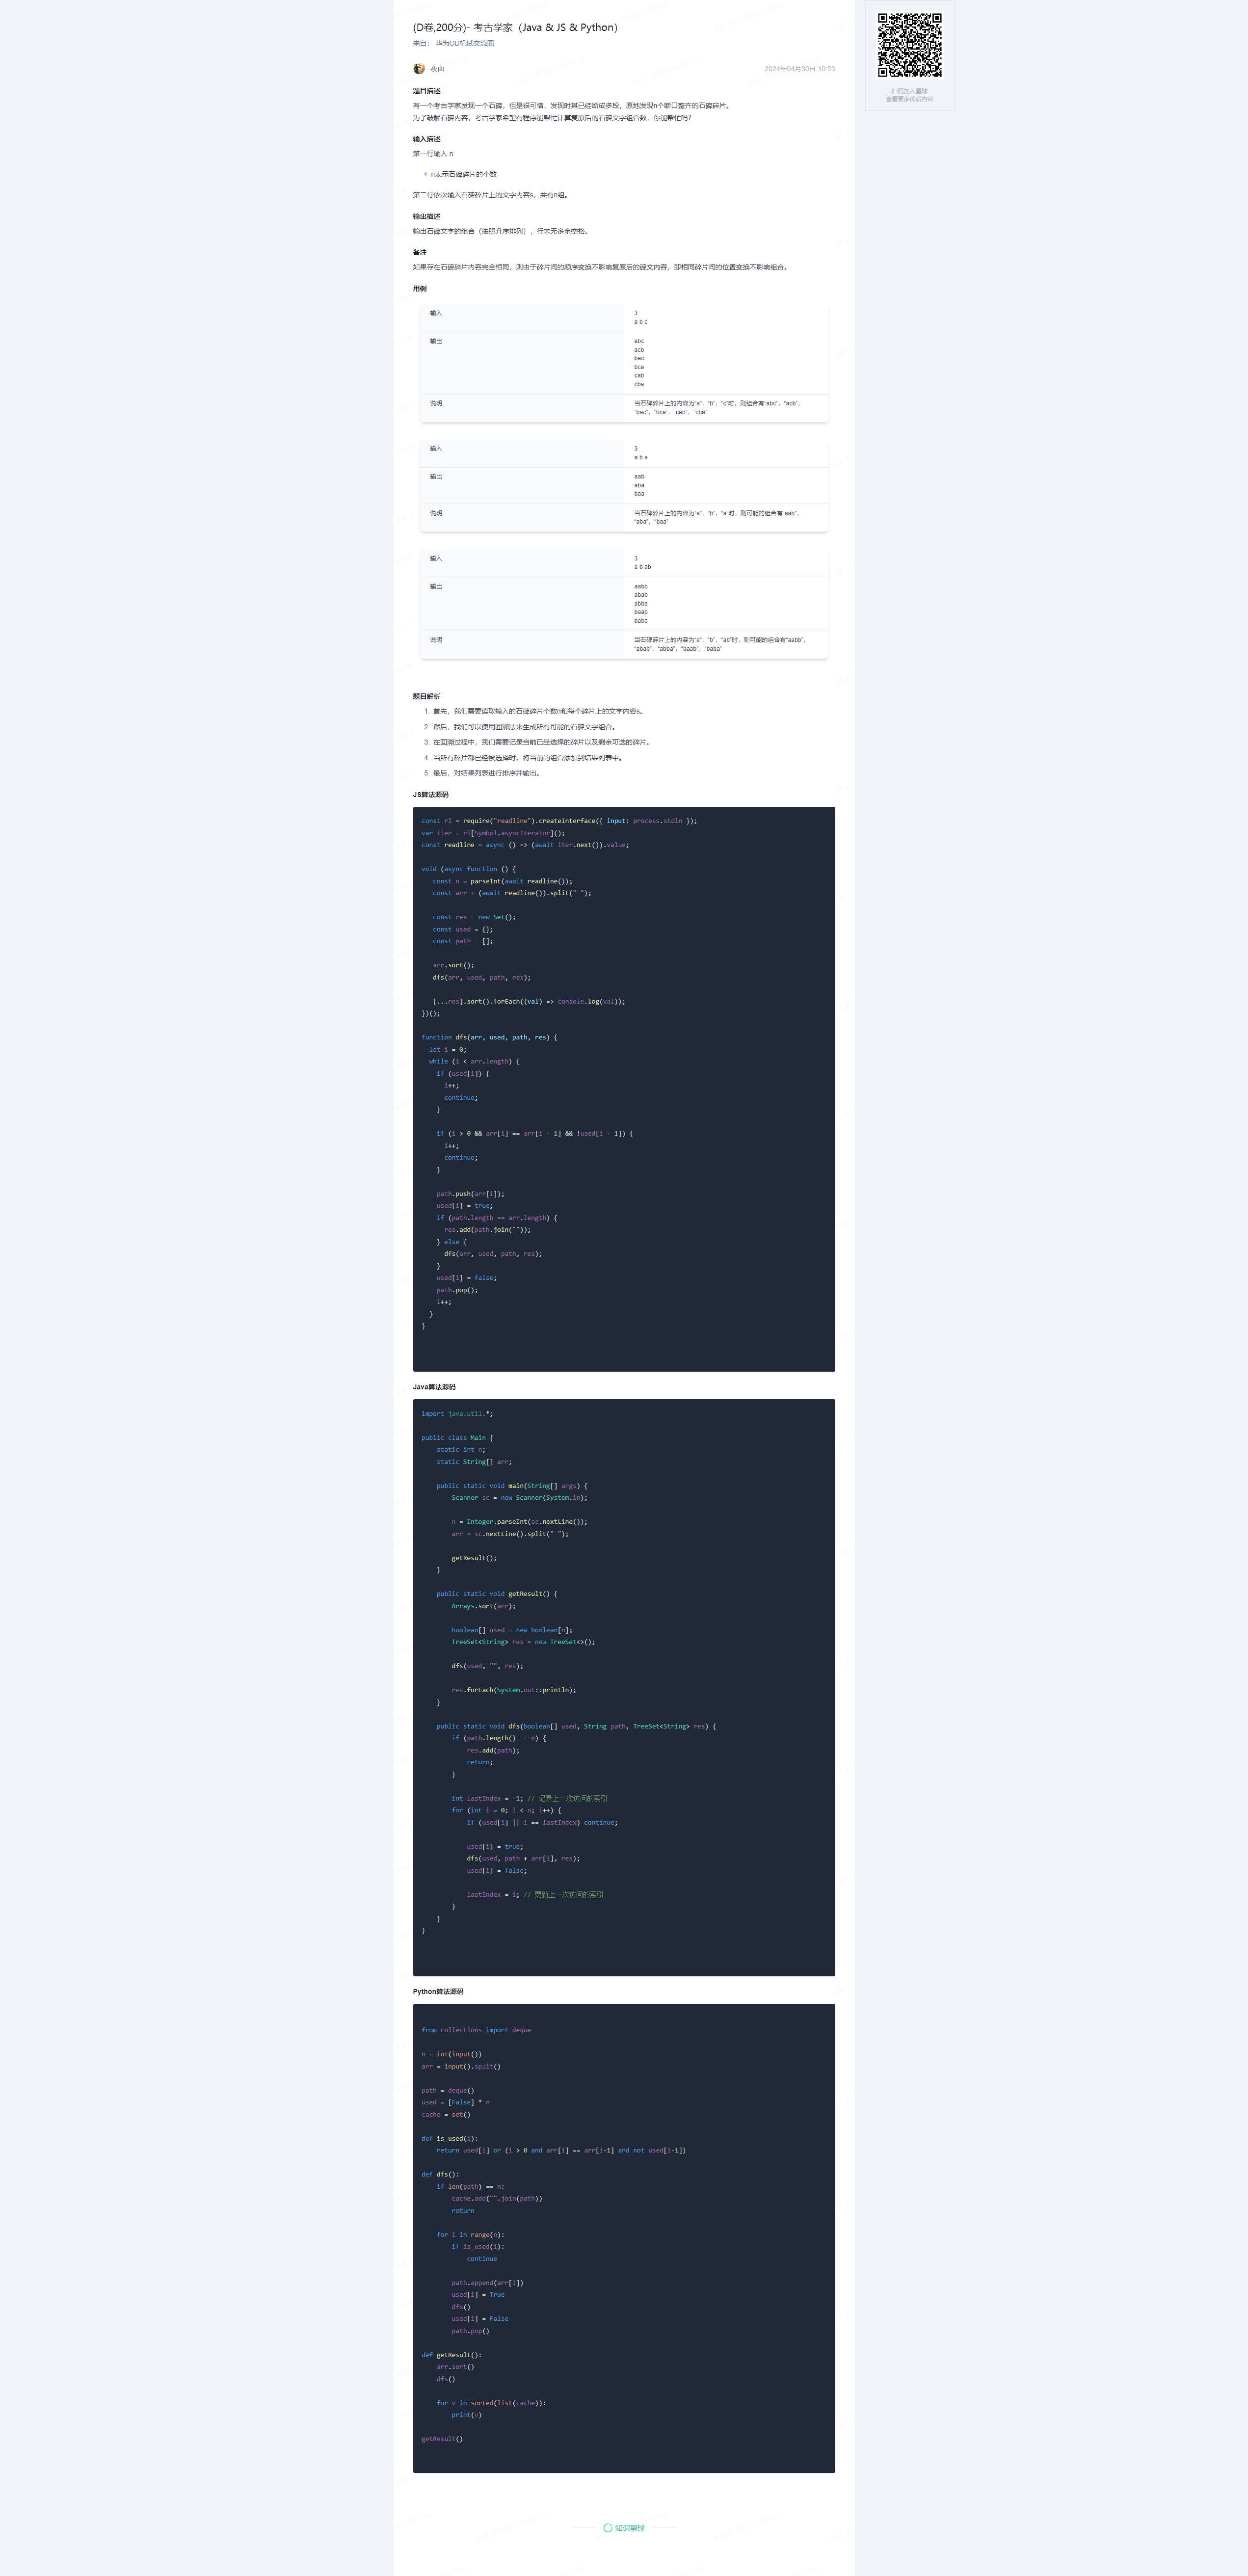 (D卷,200分)- 考古学家（Java & JS & Python）
来自： 华为OD机试交流圈
夜曲
2024年04月30日 10:53
扫码加入星球
查看更多优质内容
题目描述
有一个考古学家发现一个石碑，但是很可惜，发现时其已经断成多段，原地发现n个断口整齐的石碑碎片。
为了破解石碑内容，考古学家希望有程序能帮忙计算复原后的石碑文字组合数，你能帮忙吗？
输入描述
第一行输入 n
n表示石碑碎片的个数
第二行依次输入石碑碎片上的文字内容s，共有n组。
输出描述
输出石碑文字的组合（按照升序排列），行末无多余空格。
备注
如果存在石碑碎片内容完全相同，则由于碎片间的顺序变换不影响复原后的碑文内容，即相同碎片间的位置变换不影响组合。
用例
输入
3
a b c
输出
abc
acb
bac
bca
cab
cba
说明
当石碑碎片上的内容为“a”，“b”，“c”时，则组合有“abc”，“acb”，
“bac”，“bca”，“cab”，“cba”
输入
3
a b a
输出
aab
aba
baa
说明
当石碑碎片上的内容为“a”，“b”，“a”时，则可能的组合有“aab”，
“aba”，“baa”
输入
3
a b ab
输出
aabb
abab
abba
baab
baba
说明
当石碑碎片上的内容为“a”，“b”，“ab”时，则可能的组合有“aabb”，
“abab”，“abba”，“baab”，“baba”
题目解析
1. 首先，我们需要读取输入的石碑碎片个数n和每个碎片上的文字内容s。
2. 然后，我们可以使用回溯法来生成所有可能的石碑文字组合。
3. 在回溯过程中，我们需要记录当前已经选择的碎片以及剩余可选的碎片。
4. 当所有碎片都已经被选择时，将当前的组合添加到结果列表中。
5. 最后，对结果列表进行排序并输出。
JS算法源码
const rl = require("readline").createInterface({ input: process.stdin });
var iter = rl[Symbol.asyncIterator]();
const readline = async () => (await iter.next()).value;
void (async function () {
const n = parseInt(await readline());
const arr = (await readline()).split(" ");
const res = new Set();
const used = {};
const path = [];
arr.sort();
dfs(arr, used, path, res);
[...res].sort().forEach((val) => console.log(val));
})();
function dfs(arr, used, path, res) {
let i = 0;
while (i < arr.length) {
if (used[i]) {
i++;
continue;
}
if (i > 0 && arr[i] == arr[i - 1] && !used[i - 1]) {
i++;
continue;
}
path.push(arr[i]);
used[i] = true;
if (path.length == arr.length) {
res.add(path.join(""));
} else {
dfs(arr, used, path, res);
}
used[i] = false;
path.pop();
i++;
}
}
Java算法源码
import java.util.*;
public class Main {
static int n;
static String[] arr;
public static void main(String[] args) {
Scanner sc = new Scanner(System.in);
n = Integer.parseInt(sc.nextLine());
arr = sc.nextLine().split(" ");
getResult();
}
public static void getResult() {
Arrays.sort(arr);
boolean[] used = new boolean[n];
TreeSet<String> res = new TreeSet<>();
dfs(used, "", res);
res.forEach(System.out::println);
}
public static void dfs(boolean[] used, String path, TreeSet<String> res) {
if (path.length() == n) {
res.add(path);
return;
}
int lastIndex = -1; // 记录上一次访问的索引
for (int i = 0; i < n; i++) {
if (used[i] || i == lastIndex) continue;
used[i] = true;
dfs(used, path + arr[i], res);
used[i] = false;
lastIndex = i; // 更新上一次访问的索引
}
}
}
Python算法源码
from collections import deque
n = int(input())
arr = input().split()
path = deque()
used = [False] * n
cache = set()
def is_used(i):
return used[i] or (i > 0 and arr[i] == arr[i-1] and not used[i-1])
def dfs():
if len(path) == n:
cache.add("".join(path))
return
for i in range(n):
if is_used(i):
continue
path.append(arr[i])
used[i] = True
dfs()
used[i] = False
path.pop()
def getResult():
arr.sort()
dfs()
for v in sorted(list(cache)):
print(v)
getResult()
知识星球